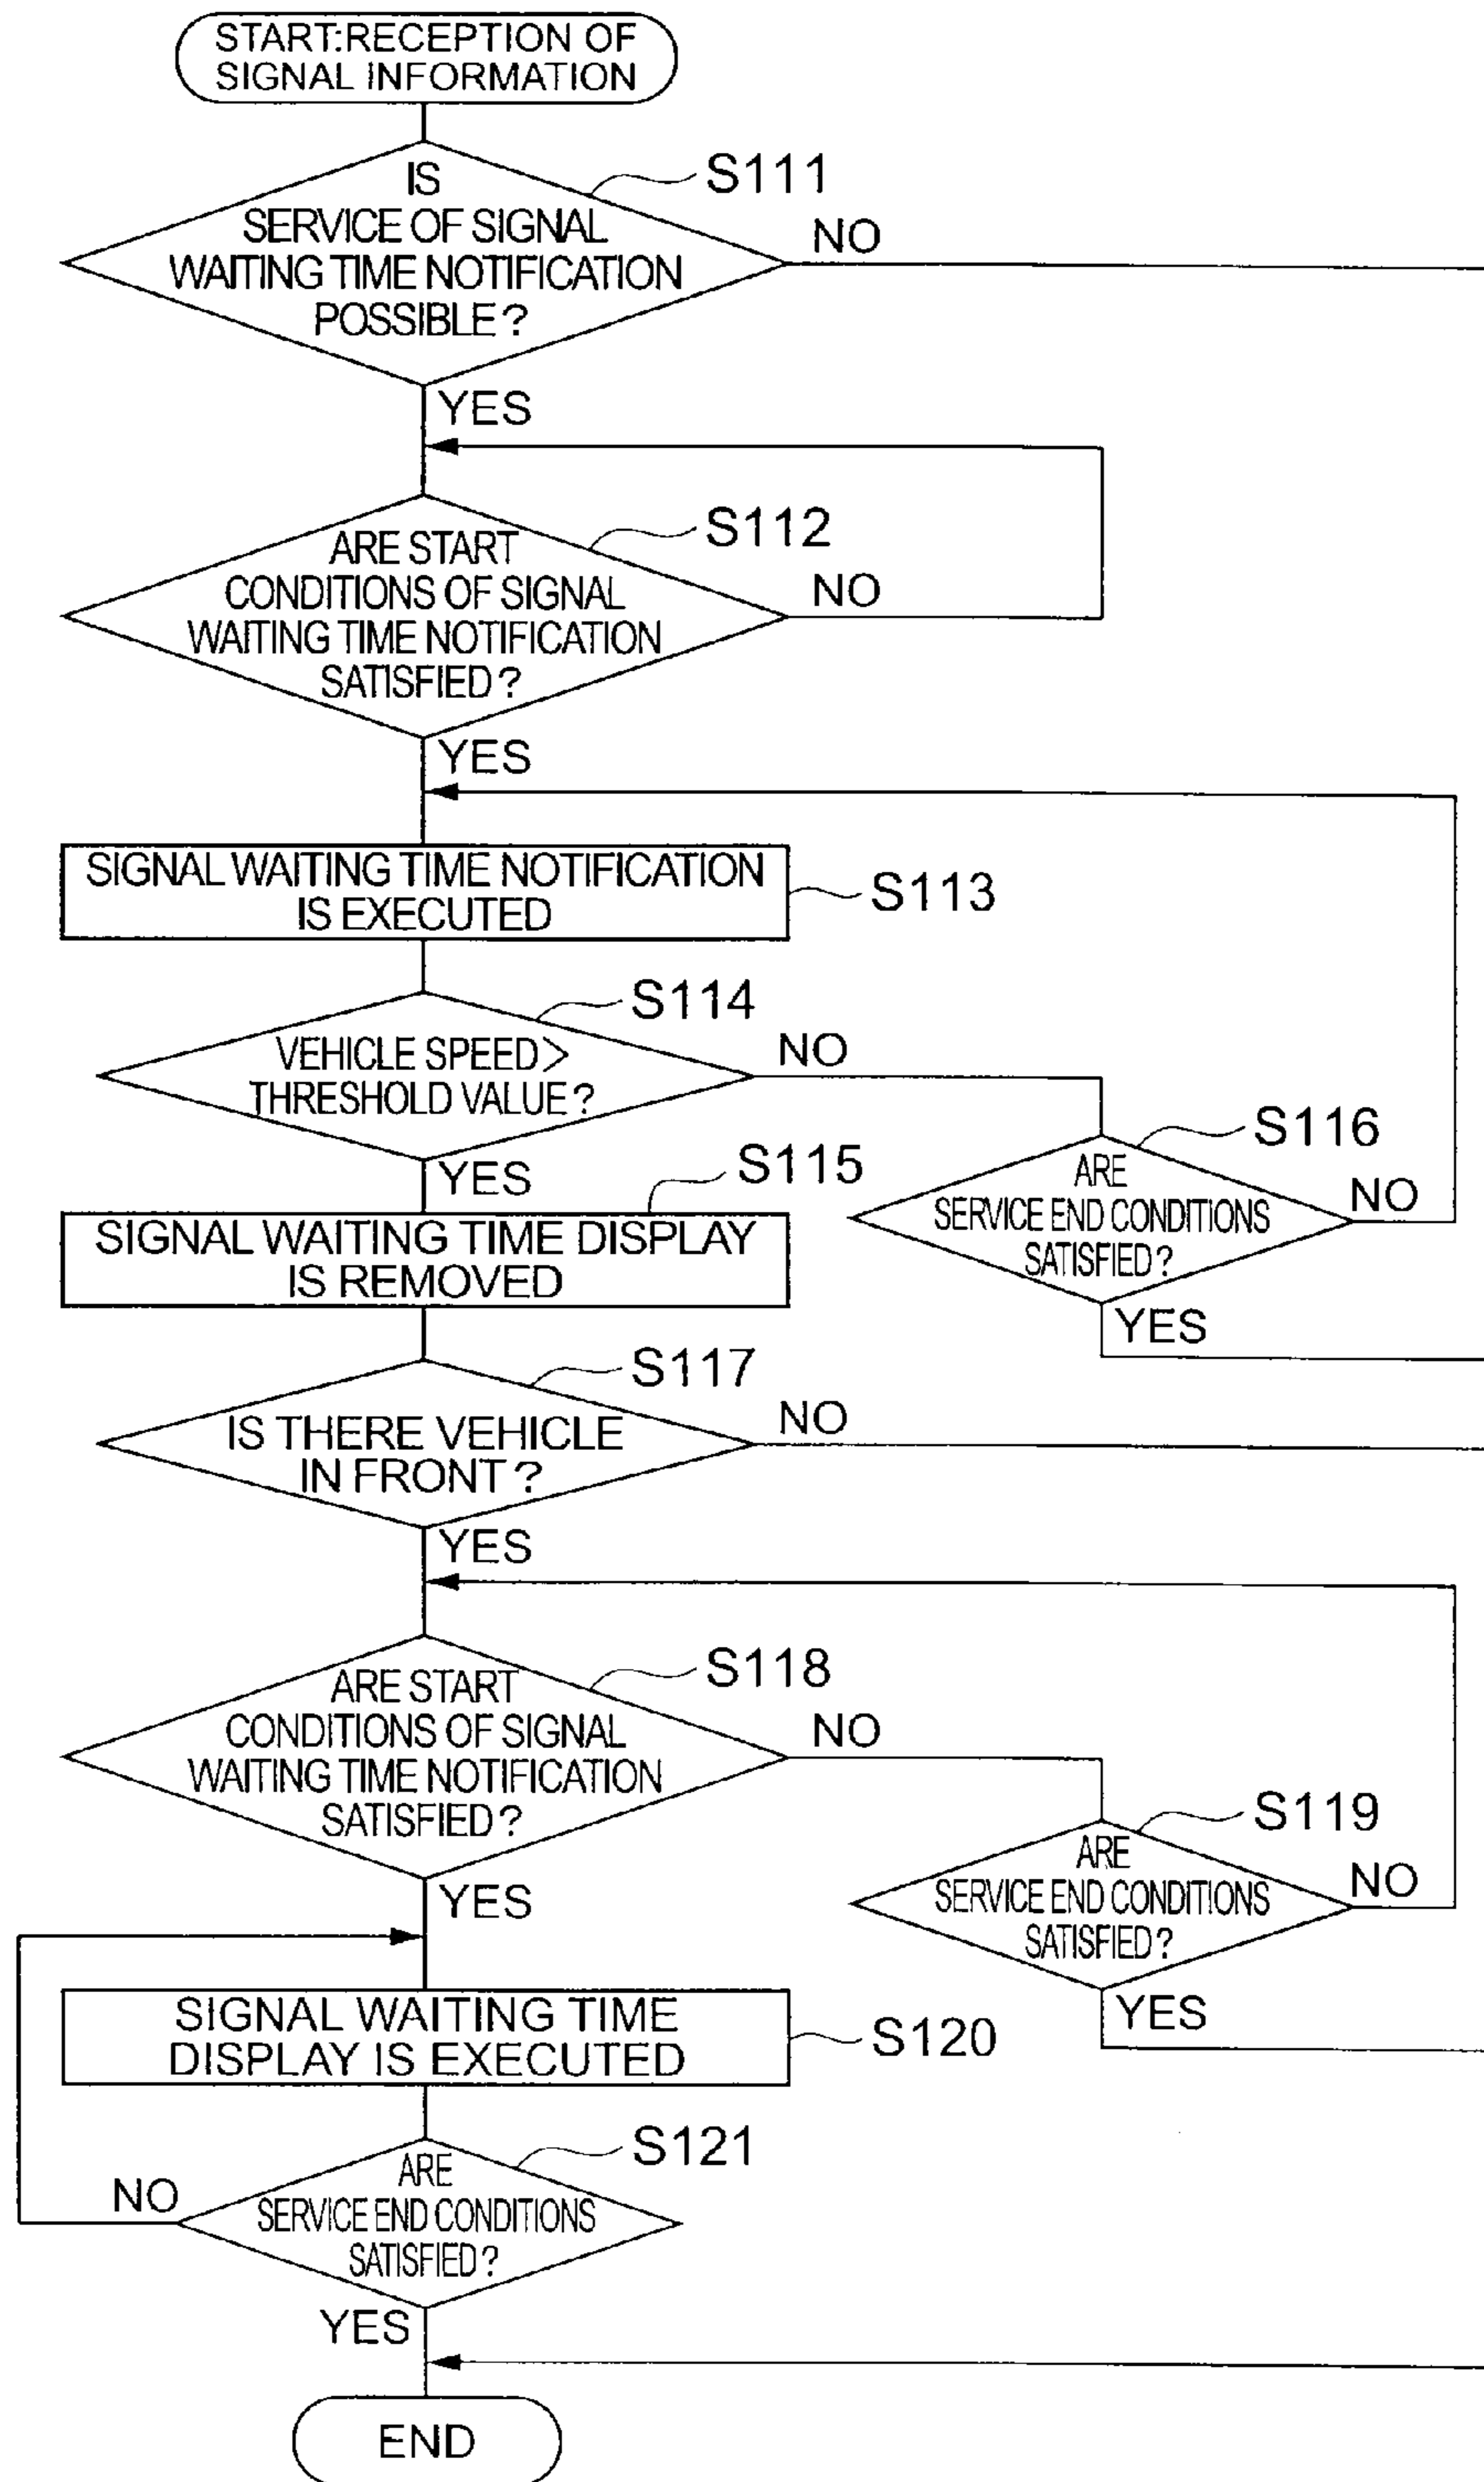 START:RECEPTION OF
SIGNAL INFORMATION
IS
SERVICE OF SIGNAL
WAITING TIME NOTIFICATION
POSSIBLE?
S111
NO
YES
ARE START
CONDITIONS OF SIGNAL
WAITING TIME NOTIFICATION
SATISFIED?
S112
NO
YES
SIGNAL WAITING TIME NOTIFICATION
IS EXECUTED
S113
VEHICLE SPEED>
THRESHOLD VALUE?
S114
NO
YES
S115
SIGNAL WAITING TIME DISPLAY
IS REMOVED
S116
ARE
SERVICE END CONDITIONS
SATISFIED?
NO
YES
S117
IS THERE VEHICLE
IN FRONT?
NO
YES
ARE START
CONDITIONS OF SIGNAL
WAITING TIME NOTIFICATION
SATISFIED?
S118
NO
YES
S119
ARE
SERVICE END CONDITIONS
SATISFIED?
NO
YES
SIGNAL WAITING TIME
DISPLAY IS EXECUTED
S120
S121
ARE
SERVICE END CONDITIONS
SATISFIED?
NO
YES
END